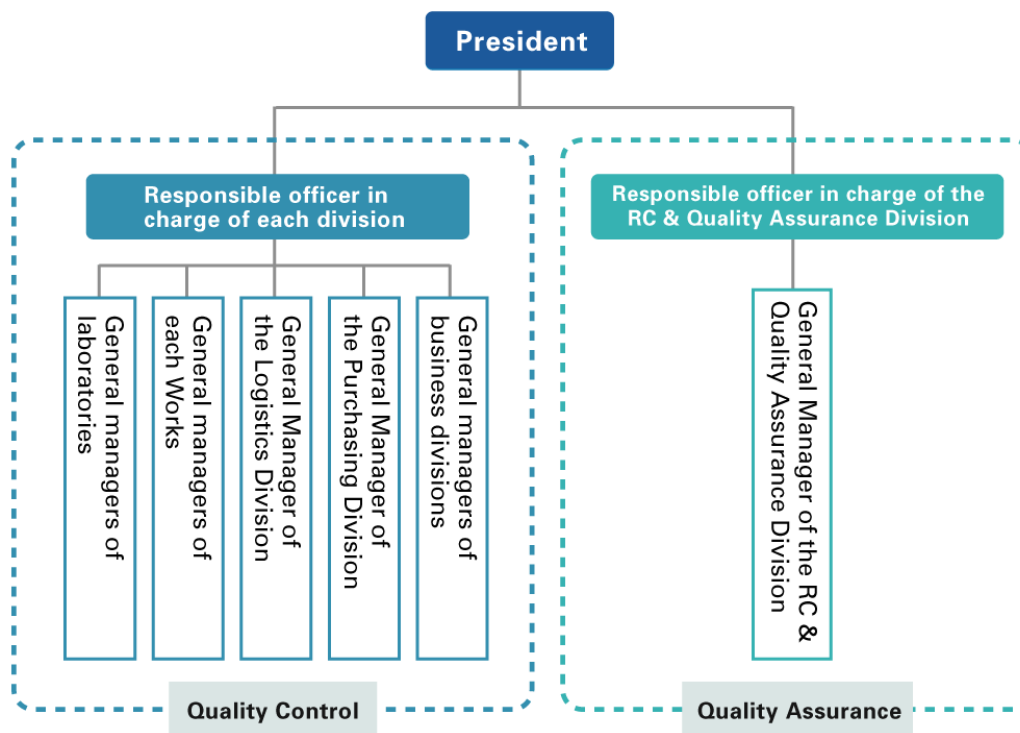 President
Responsible officer in
charge of each division
Responsible officer in charge of the
RC & Quality Assurance Division
General managers of
laboratories
General managers of
each Works
General Manager of
the Logistics Division
General Manager of
the Purchasing Division
General managers of
business divisions
General Manager of the RC &
Quality Assurance Division
Quality Control
Quality Assurance